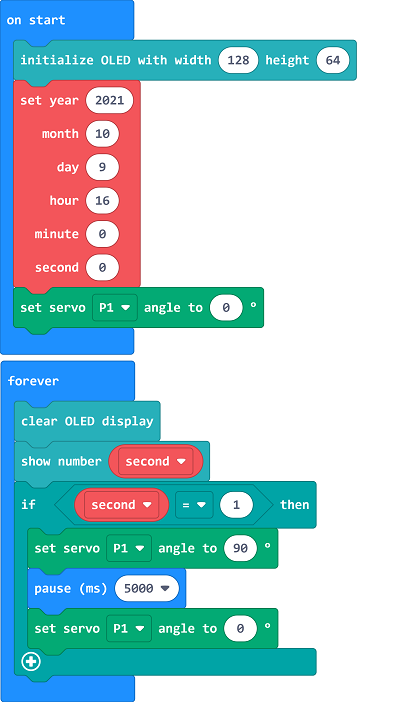 on start
initialize OLED with width 128 height 64
set year 2021
month 10
day 9
hour 16
minute 0
second 0
set servo P1 angle to 0 °
forever
clear OLED display
show number second
if second = 1 then
set servo P1 angle to 90 °
pause (ms) 5000
set servo P1 angle to 0 °